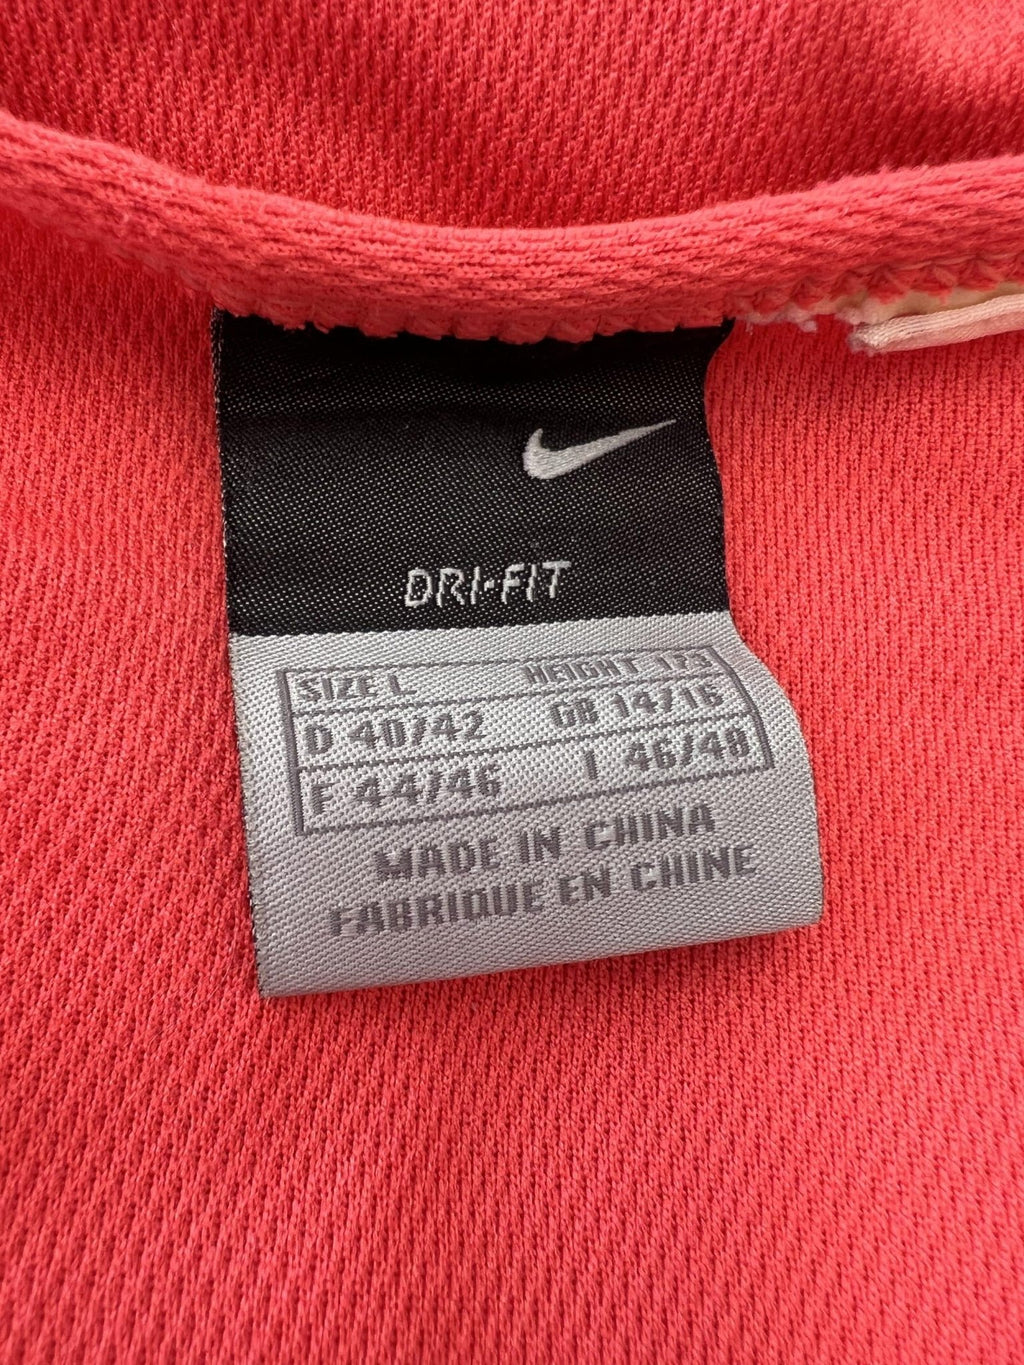 DRI-FIT
SIZE L HEIGHT 173
D 40/42 GB 14/16
F 44/46 I 46/48
MADE IN CHINA
FABRIQUE EN CHINE